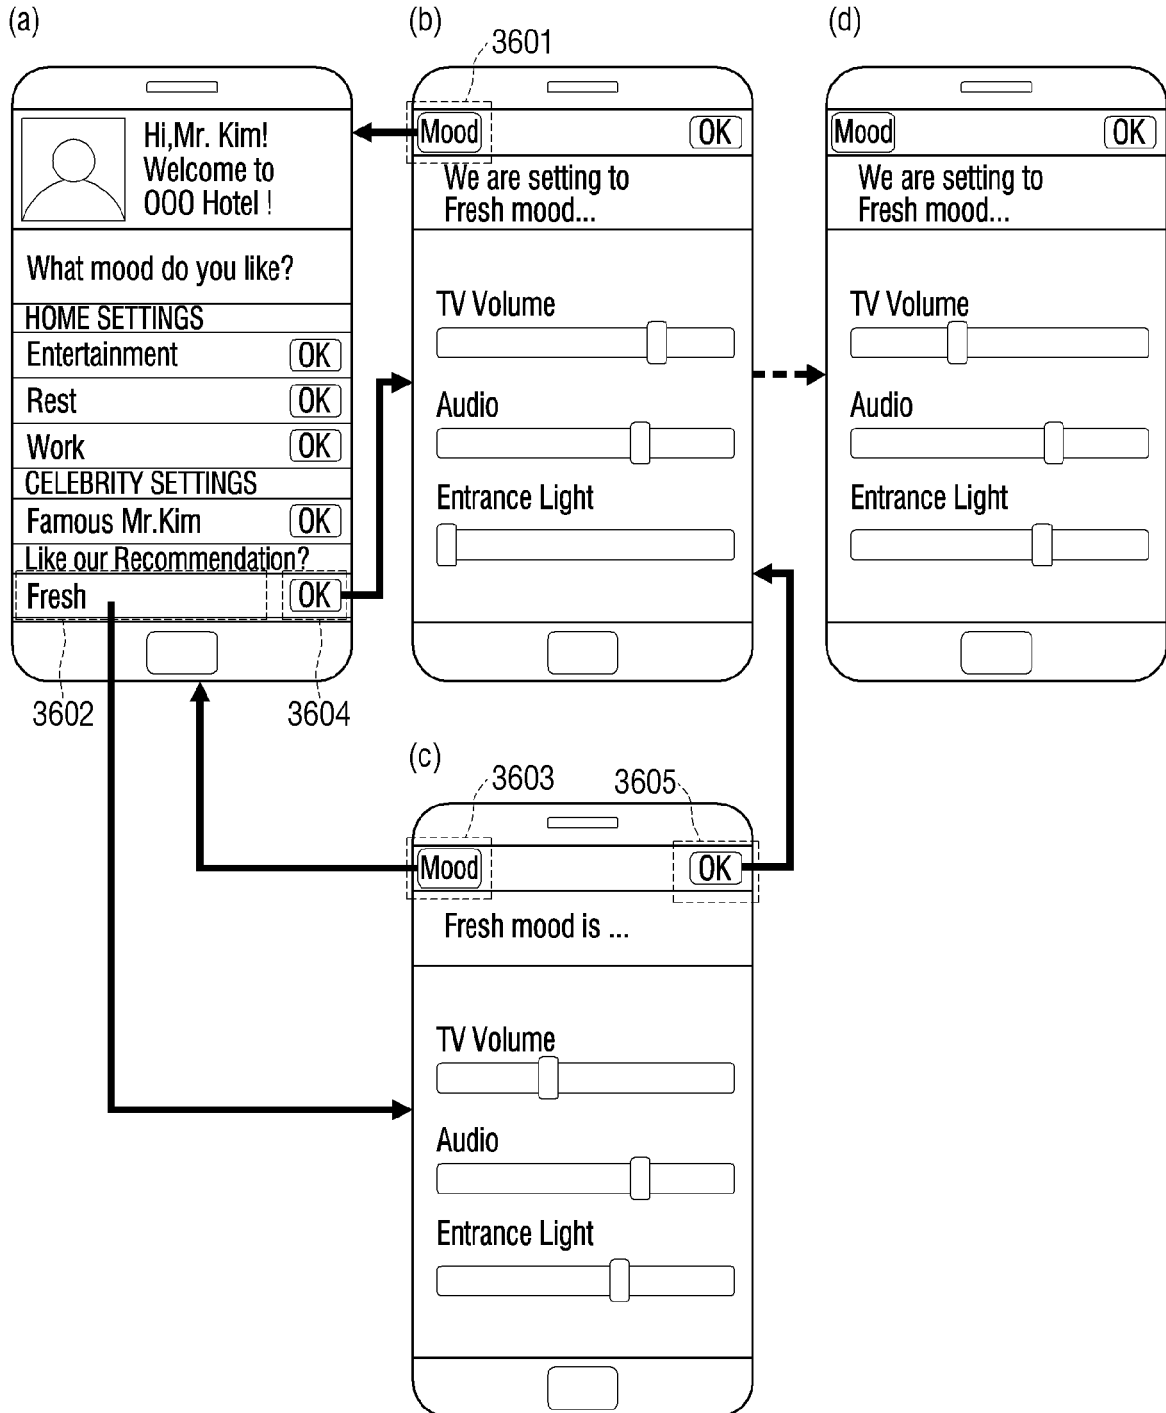 (a)
Hi,Mr. Kim!
Welcome to
OOO Hotel !
What mood do you like?
HOME SETTINGS
Entertainment OK
Rest OK
Work OK
CELEBRITY SETTINGS
Famous Mr.Kim OK
Like our Recommendation?
Fresh OK
3602
3604
(b)
3601
Mood OK
We are setting to
Fresh mood...
TV Volume
Audio
Entrance Light
(d)
Mood OK
We are setting to
Fresh mood...
TV Volume
Audio
Entrance Light
(c)
3603
3605
Mood OK
Fresh mood is ...
TV Volume
Audio
Entrance Light